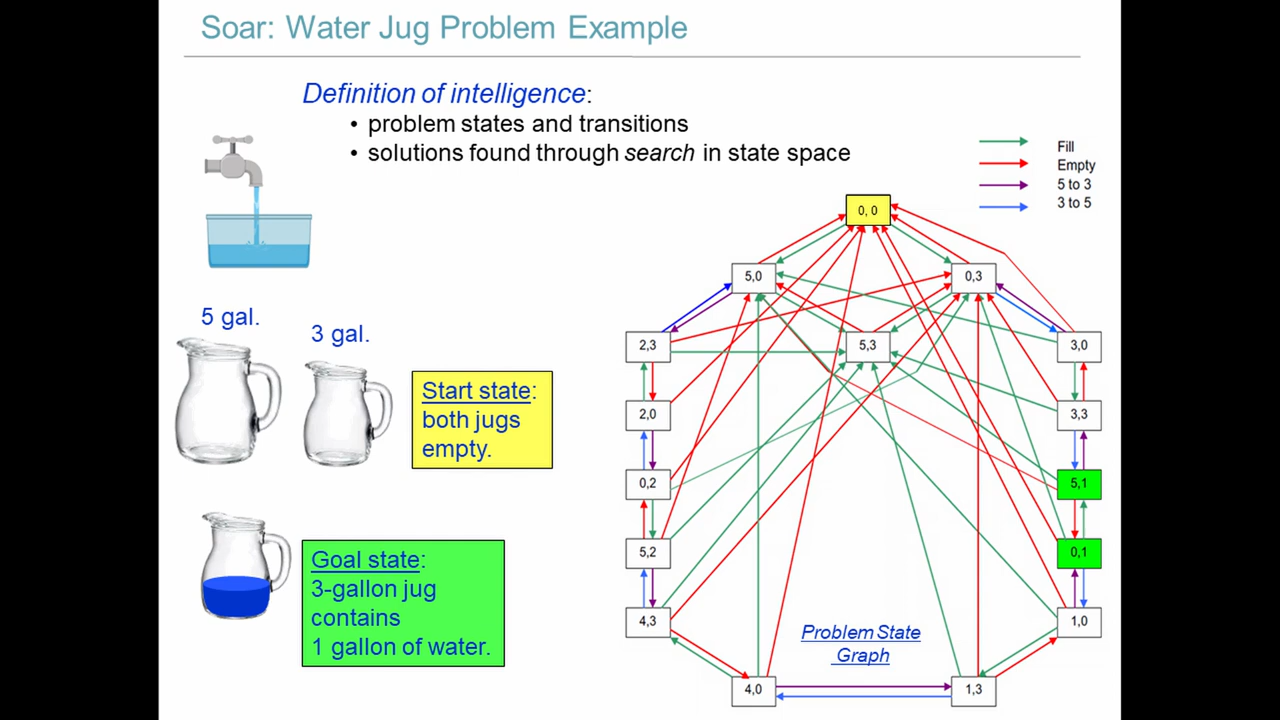 Soar: Water Jug Problem Example
Definition of intelligence:
• problem states and transitions
• solutions found through search in state space
Fill
Empty
5 to 3
3 to 5
0, 0
5,0
0,3
5 gal.
3 gal.
2,3
5,3
3,0
Start state:
both jugs
empty.
2,0
3,3
0,2
5,1
5,2
0,1
Goal state:
3-gallon jug
contains
1 gallon of water.
4,3
1,0
Problem State
Graph
4,0
1,3